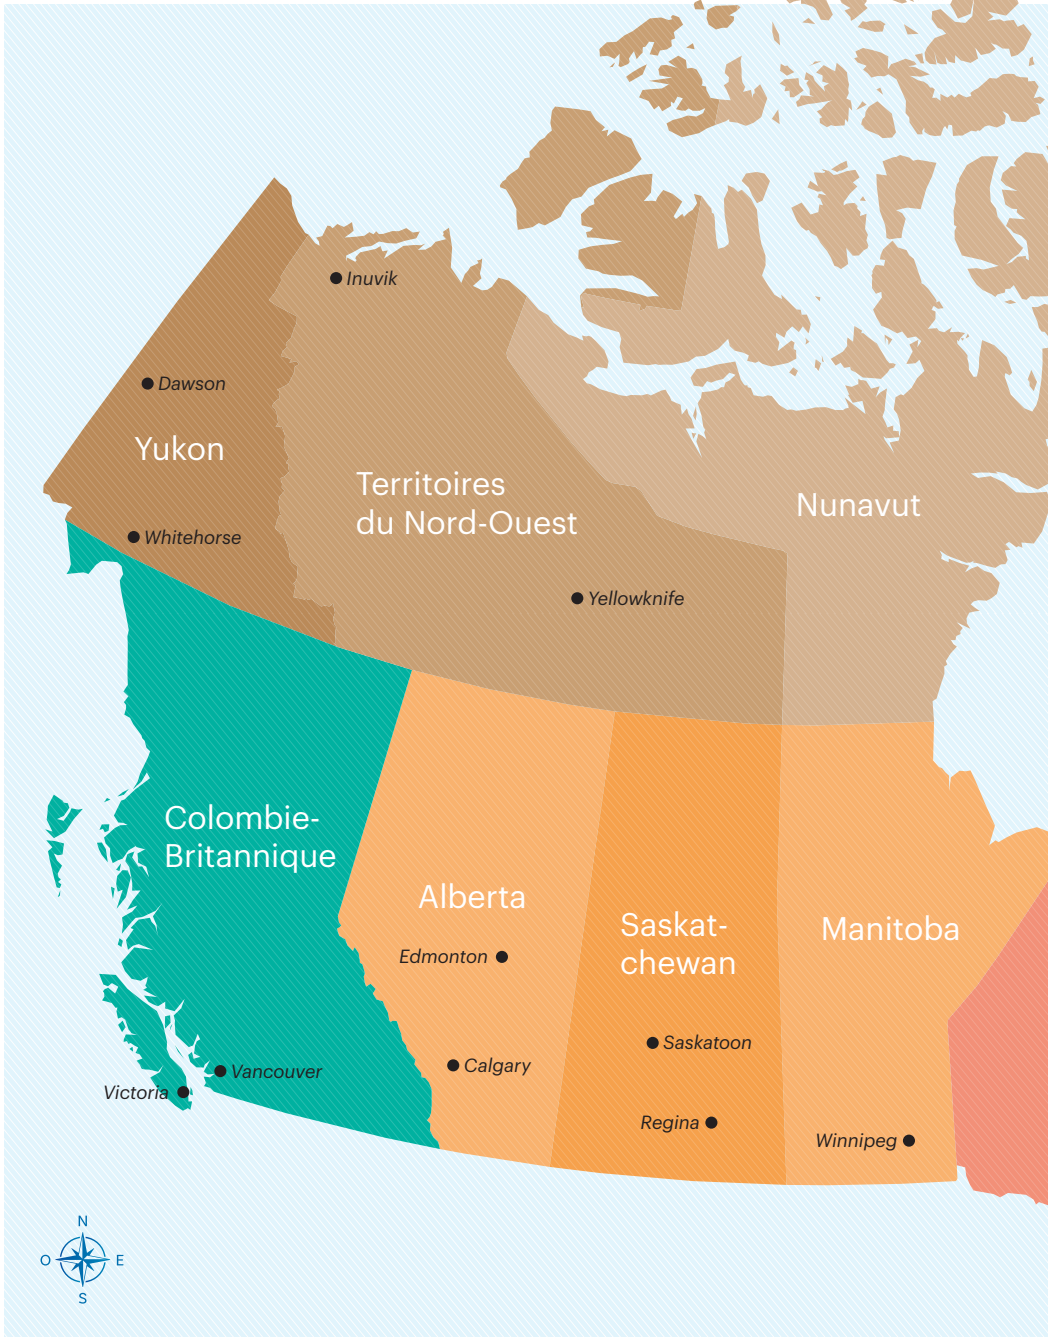 Inuvik
Dawson
Yukon
Territoires
du Nord-Ouest
Nunavut
Whitehorse
Yellowknife
Colombie-
Britannique
Alberta
Saskat-
chewan
Manitoba
Edmonton
Saskatoon
Calgary
Vancouver
Victoria
Regina
Winnipeg
N
O E
S